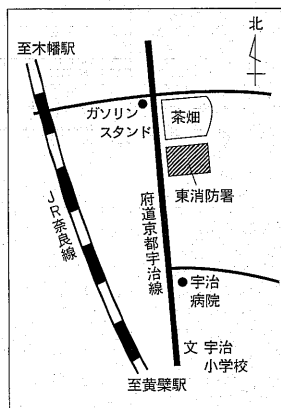 至木幡駅
北
ガソリン
スタンド
茶畑
東消防署
JR奈良線
府道京都宇治線
宇治
病院
文 宇治
小学校
至黄檗駅